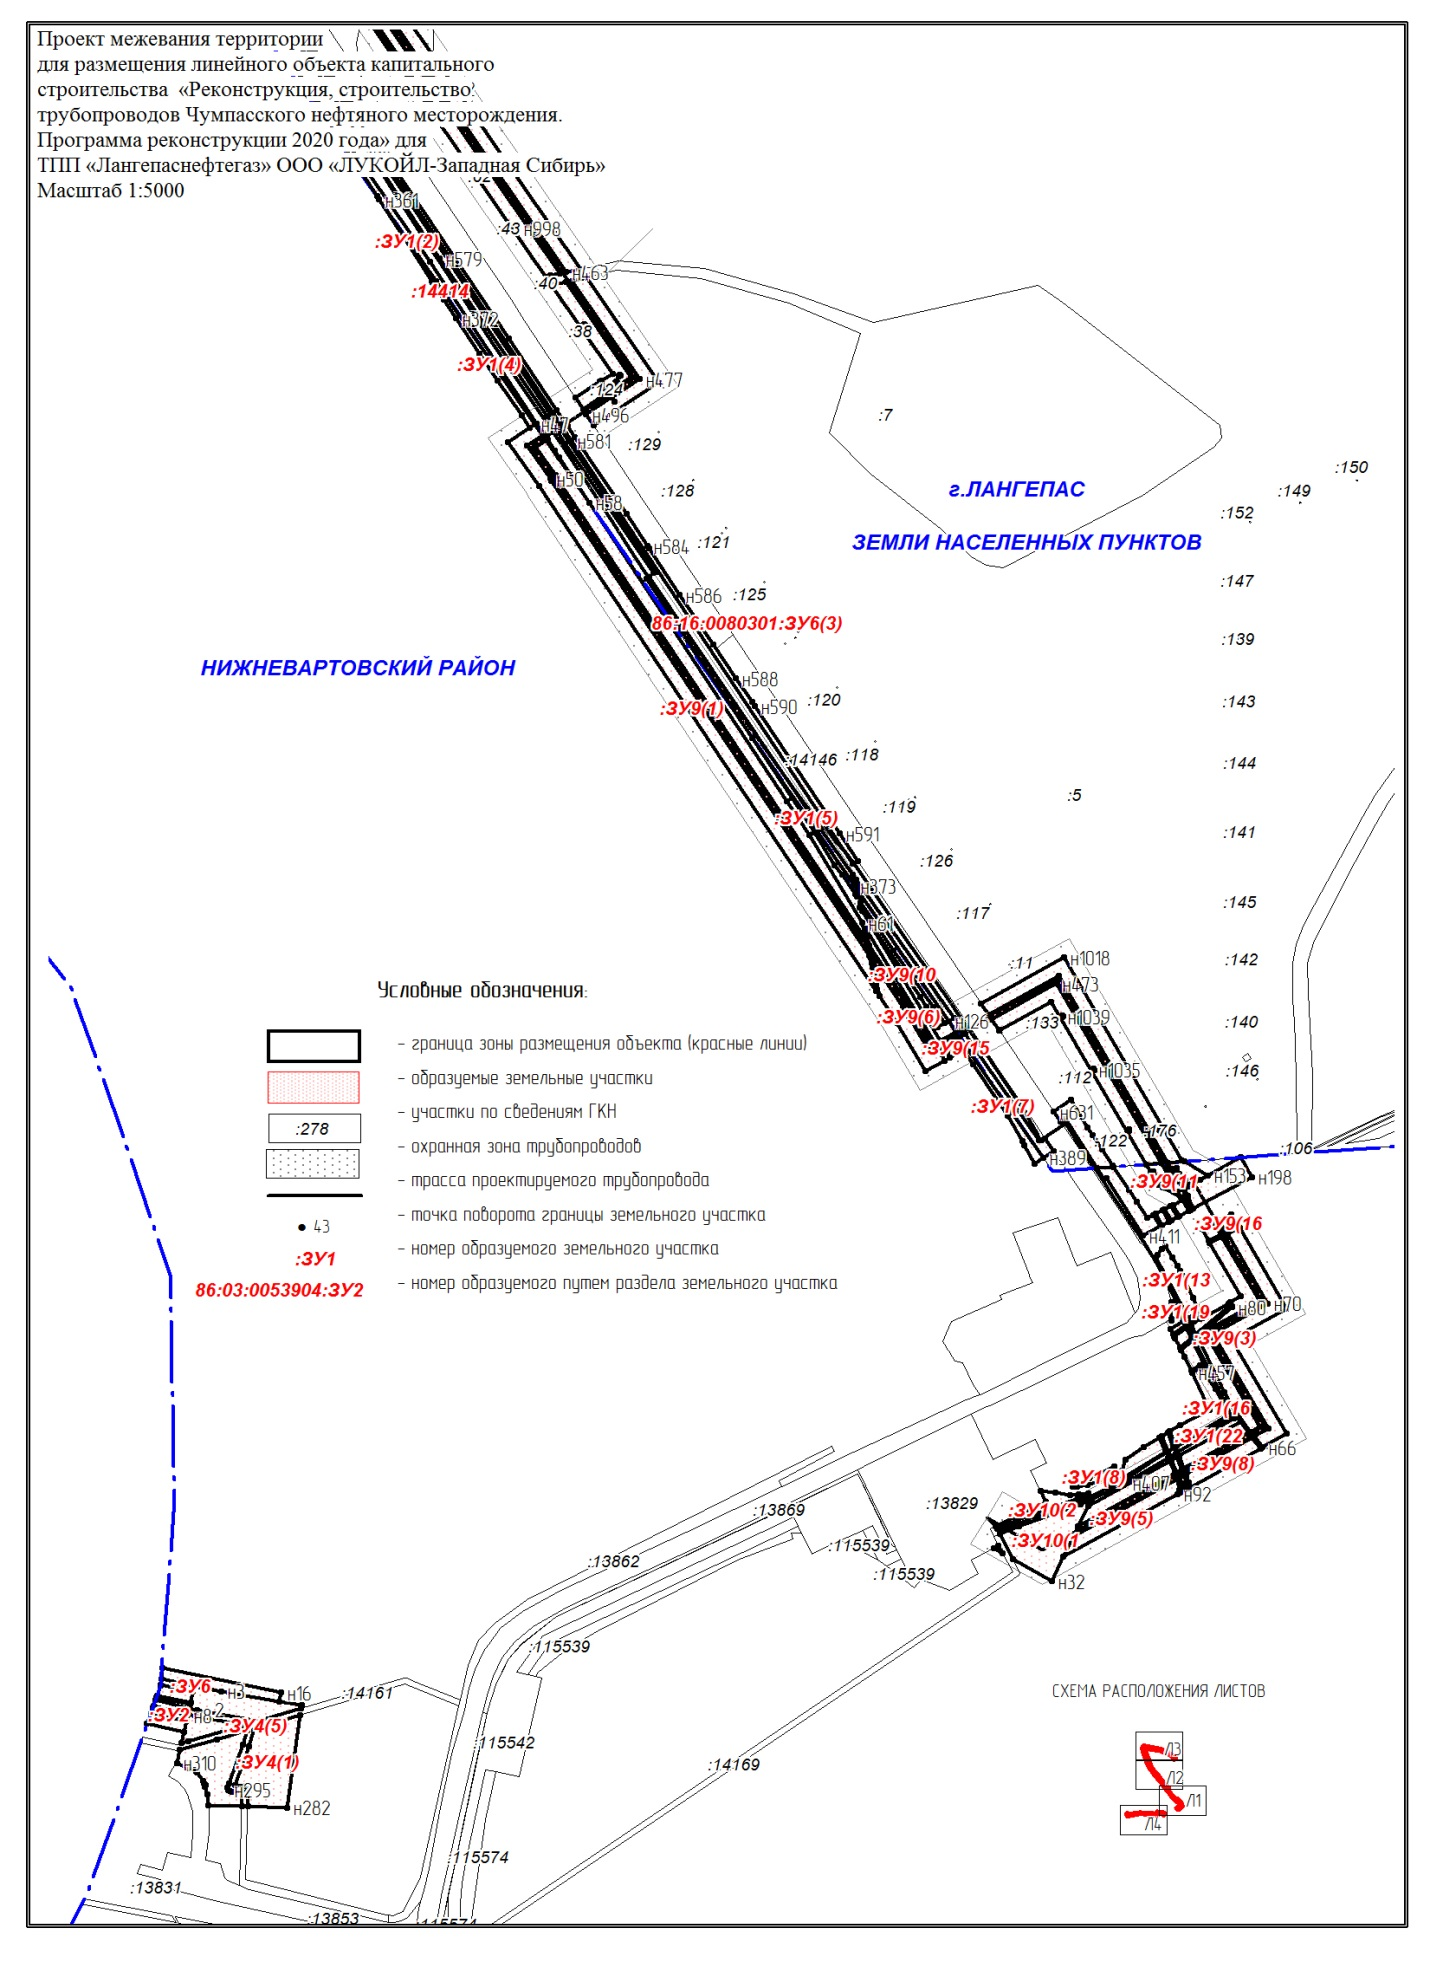 Проект межевания территории
для размещения линейного объекта капитального
строительства «Реконструкция, строительство
трубопроводов Чумпасского нефтяного месторождения.
Программа реконструкции 2020 года» для
ТПП «Лангепаснефтегаз» ООО «ЛУКОЙЛ-Западная Сибирь»
Масштаб 1:5000
н361
:43
н998
:ЗУ1(2)
н579
н463
:40
:14414
н372
:38
:ЗУ1(4)
н477
:124
н496
:7
н47
н581
:129
:150
н50
:128
г.ЛАНГЕПАС
:149
н58
:152
ЗЕМЛИ НАСЕЛЕННЫХ ПУНКТОВ
н584
:121
:147
н586
:125
86:16:0080301:ЗУ6(3)
:139
НИЖНЕВАРТОВСКИЙ РАЙОН
н588
:120
:143
:ЗУ9(1)
н590
:14146
:118
:144
:5
:119
:ЗУ1(5)
н591
:141
:126
н373
:145
:117
н61
:142
:11
н1018
:ЗУ9(10
н473
Условные обозначения:
:ЗУ9(6)
н126
:133
н1039
:140
– граница зоны размещения объекта (красные линии)
:ЗУ9(15
н1035
:146
– образуемые земельные участки
:112
– участки по сведениям ГКН
:ЗУ1(7)
н631
:278
– охранная зона трубопроводов
:122
:176
:106
н389
– трасса проектируемого трубопровода
:ЗУ9(11
н153
н198
– точка поворота границы земельного участка
43
н411
:ЗУ9(16
– номер образуемого земельного участка
:ЗУ1
– номер образуемого путем раздела земельного участка
86:03:0053904:ЗУ2
:ЗУ1(13
:ЗУ1(19
н80
н70
:ЗУ9(3)
н457
:ЗУ1(16
:ЗУ1(22
н66
:ЗУ9(8)
:ЗУ1(8)
н407
н92
:13829
:ЗУ10(2
:13869
:ЗУ9(5)
:ЗУ10(1
:115539
:13862
:115539
н32
:115539
:ЗУ6
н3
н16
:14161
СХЕМА РАСПОЛОЖЕНИЯ ЛИСТОВ
:ЗУ2
н8
2
:ЗУ4(5)
:115542
Л3
:ЗУ4(1)
н310
:14169
Л2
н295
Л1
н282
Л4
:115574
:13831
:13853
:115574